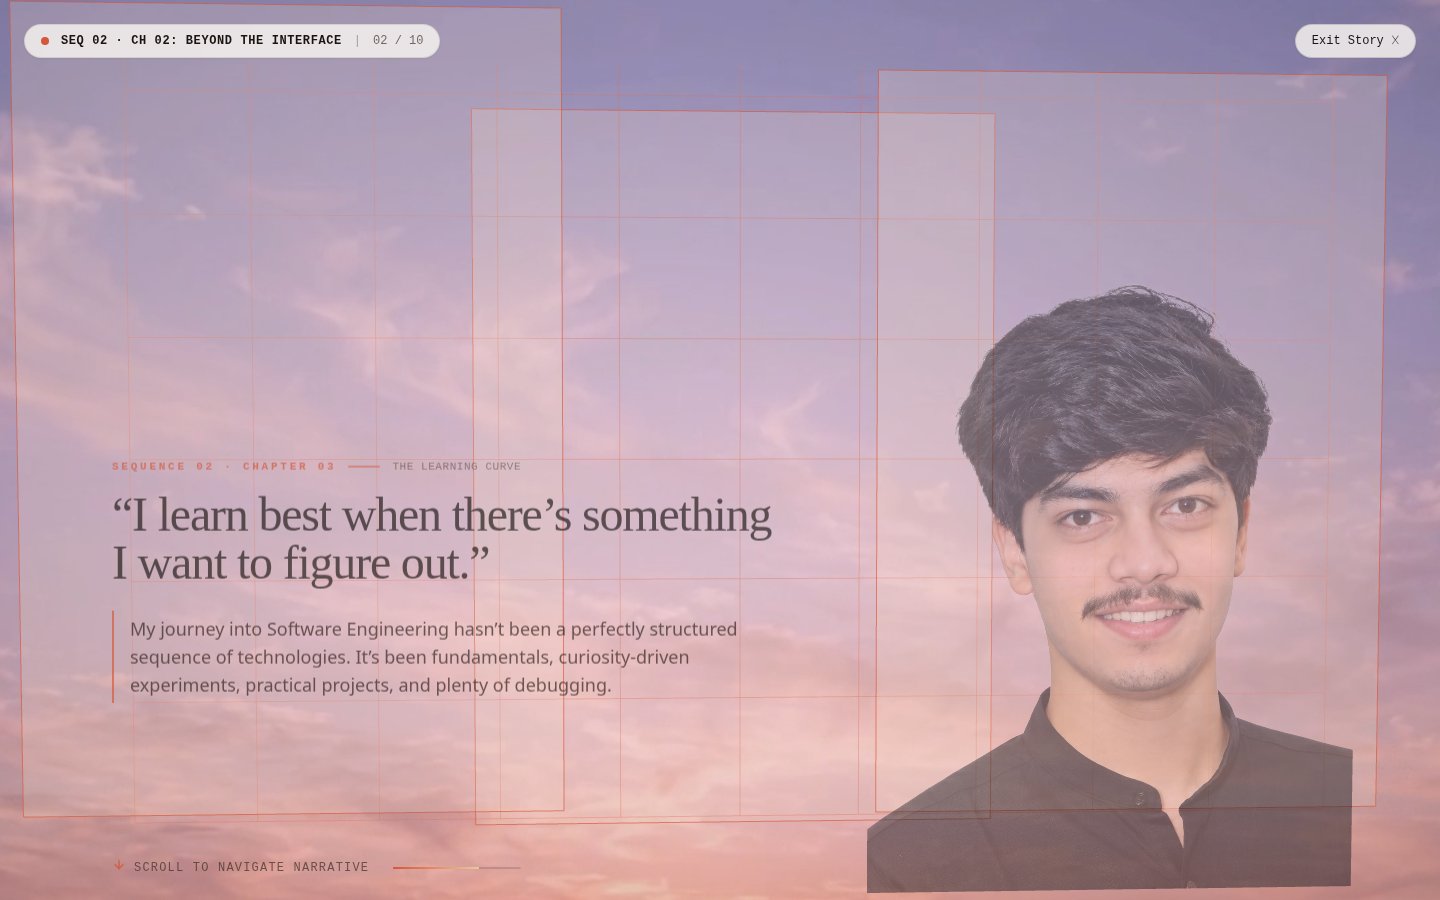 SEQ 02 · CH 02: BEYOND THE INTERFACE | 02 / 10
Exit Story X
SEQUENCE 02 · CHAPTER 03 THE LEARNING CURVE
“I learn best when there’s something
I want to figure out.”
My journey into Software Engineering hasn’t been a perfectly structured
sequence of technologies. It’s been fundamentals, curiosity-driven
experiments, practical projects, and plenty of debugging.
SCROLL TO NAVIGATE NARRATIVE